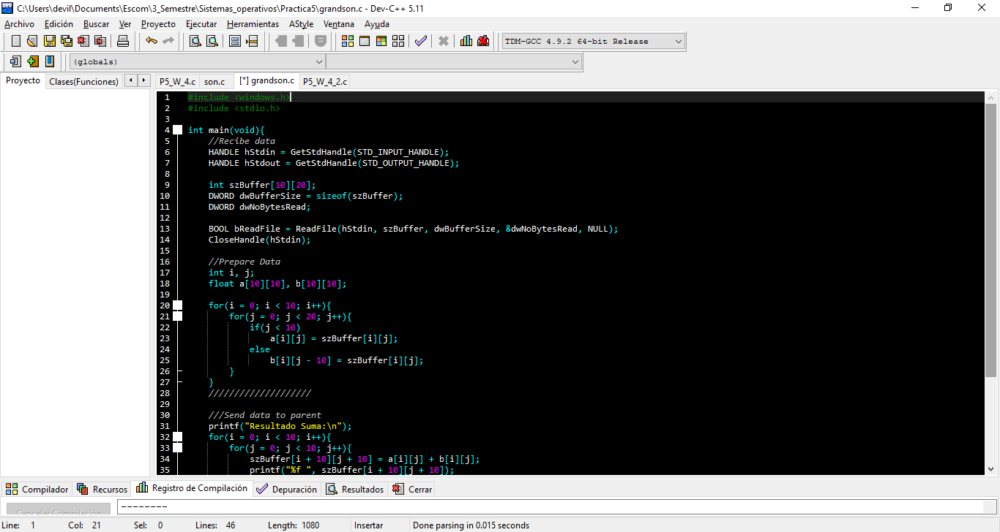 C:\Users\devil\Documents\Escom\3_Semestre\Sistemas_operativos\Practica5\grandson.c - Dev-C++ 5.11
Archivo Edición Buscar Ver Proyecto Ejecutar Herramientas AStyle Ventana Ayuda
TDM-GCC 4.9.2 64-bit Release
(globals)
Proyecto Clases(Funciones) P5_W_4.c son.c [*] grandson.c P5_W_4_2.c
1 #include <windows.h>
2 #include <stdio.h>
3
4 int main(void){
5 //Recibe data
6 HANDLE hStdin = GetStdHandle(STD_INPUT_HANDLE);
7 HANDLE hStdout = GetStdHandle(STD_OUTPUT_HANDLE);
8
9 int szBuffer[10][20];
10 DWORD dwBufferSize = sizeof(szBuffer);
11 DWORD dwNoBytesRead;
12
13 BOOL bReadFile = ReadFile(hStdin, szBuffer, dwBufferSize, &dwNoBytesRead, NULL);
14 CloseHandle(hStdin);
15
16 //Prepare Data
17 int i, j;
18 float a[10][10], b[10][10];
19
20 for(i = 0; i < 10; i++){
21 for(j = 0; j < 20; j++){
22 if(j < 10)
23 a[i][j] = szBuffer[i][j];
24 else
25 b[i][j - 10] = szBuffer[i][j];
26 }
27 }
28 ////////////////////
29
30 ///Send data to parent
31 printf("Resultado Suma:\n");
32 for(i = 0; i < 10; i++){
33 for(j = 0; j < 10; j++){
34 szBuffer[i + 10][j + 10] = a[i][j] + b[i][j];
35 printf("%f ", szBuffer[i + 10][j + 10]);
Compilador Recursos Registro de Compilación Depuración Resultados Cerrar
Cancelar Compilación
--------
Line: 1 Col: 21 Sel: 0 Lines: 46 Length: 1080 Insertar Done parsing in 0.015 seconds